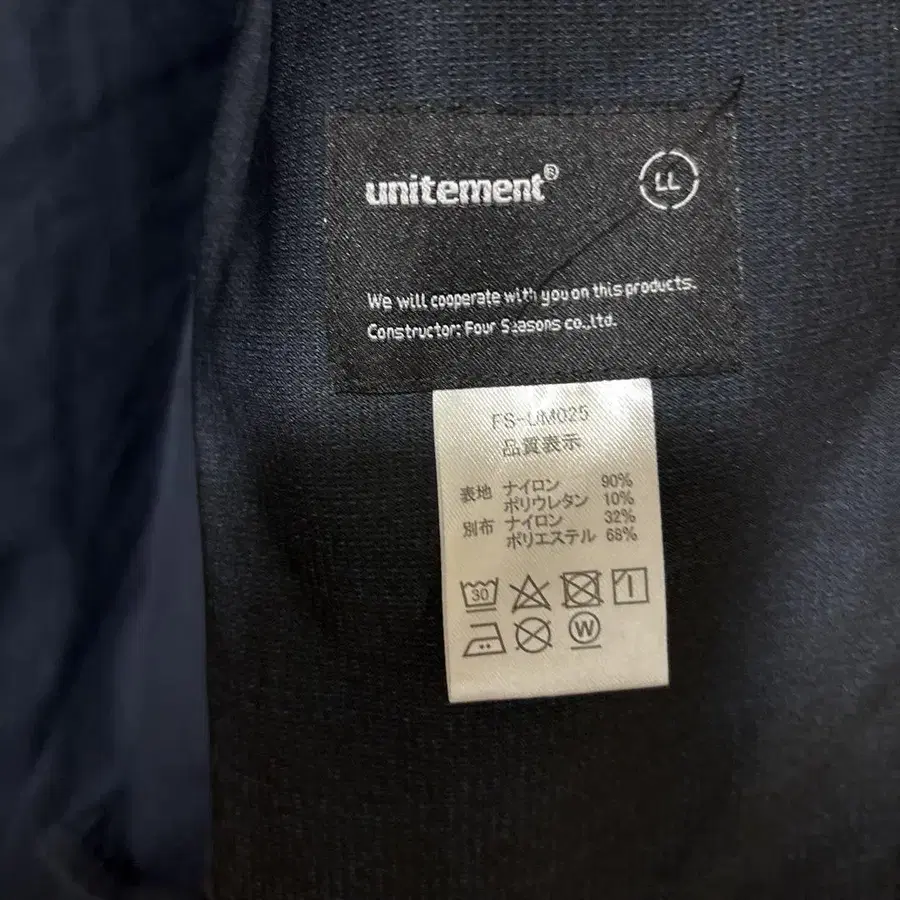 unitement®
LL
We will cooperate with you on this products.
Constructor: Four Seasons co.,ltd.
FS-UM025
品質表示
表地 ナイロン 90%
ポリウレタン 10%
別布 ナイロン 32%
ポリエステル 68%
30
W